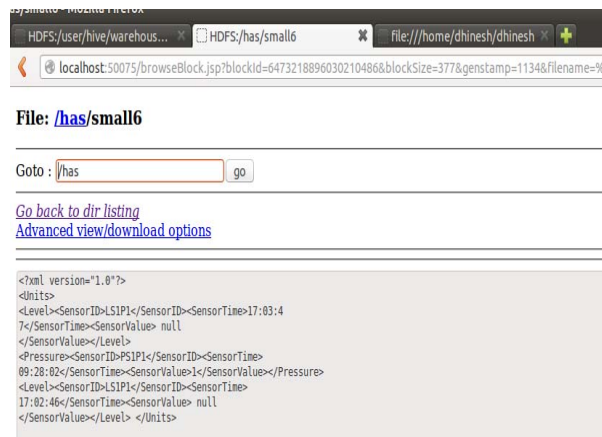 HDFS:/user/hive/warehous...
HDFS:/has/small6
file:///home/dhinesh/dhinesh
localhost:50075/browseBlock.jsp?blockId=6473218896030210486&blockSize=377&genstamp=1134&filename=%
File: /has/small6
Goto : /has go
Go back to dir listing
Advanced view/download options
<?xml version="1.0"?>
<Units>
<Level><SensorID>LS1P1</SensorID><SensorTime>17:03:4
7</SensorTime><SensorValue> null
</SensorValue></Level>
<Pressure><SensorID>PS1P1</SensorID><SensorTime>
09:28:02</SensorTime><SensorValue>1</SensorValue></Pressure>
<Level><SensorID>LS1P1</SensorID><SensorTime>
17:02:46</SensorTime><SensorValue> null
</SensorValue></Level> </Units>